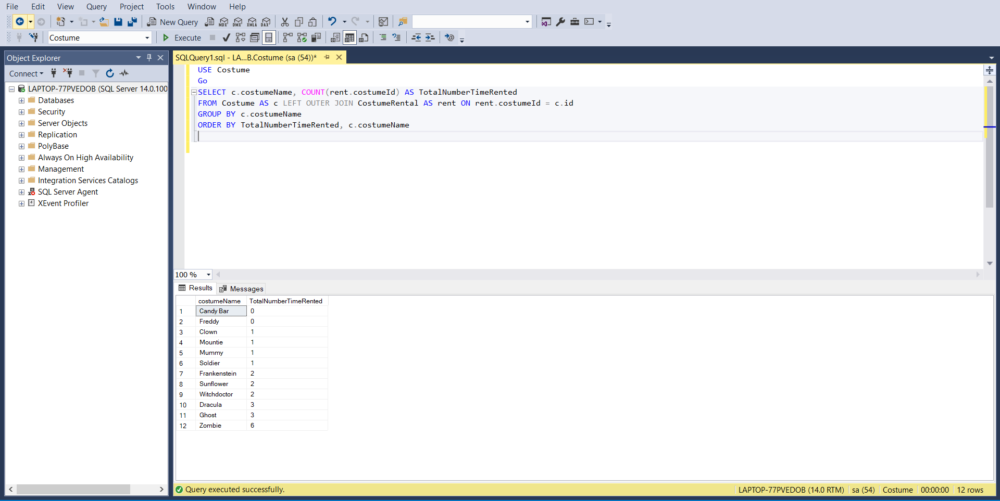 File Edit View Query Project Tools Window Help
New Query MDX DMX XMLA DAX
Costume Execute
Object Explorer
Connect
LAPTOP-77PVEDOB (SQL Server 14.0.100
Databases
Security
Server Objects
Replication
PolyBase
Always On High Availability
Management
Integration Services Catalogs
SQL Server Agent
XEvent Profiler
SQLQuery1.sql - LA...B.Costume (sa (54))*
USE Costume
Go
SELECT c.costumeName, COUNT(rent.costumeId) AS TotalNumberTimeRented
FROM Costume AS c LEFT OUTER JOIN CostumeRental AS rent ON rent.costumeId = c.id
GROUP BY c.costumeName
ORDER BY TotalNumberTimeRented, c.costumeName
100 %
Results Messages
costumeName TotalNumberTimeRented
1 Candy Bar 0
2 Freddy 0
3 Clown 1
4 Mountie 1
5 Mummy 1
6 Soldier 1
7 Frankenstein 2
8 Sunflower 2
9 Witchdoctor 2
10 Dracula 3
11 Ghost 3
12 Zombie 6
Query executed successfully. LAPTOP-77PVEDOB (14.0 RTM) sa (54) Costume 00:00:00 12 rows